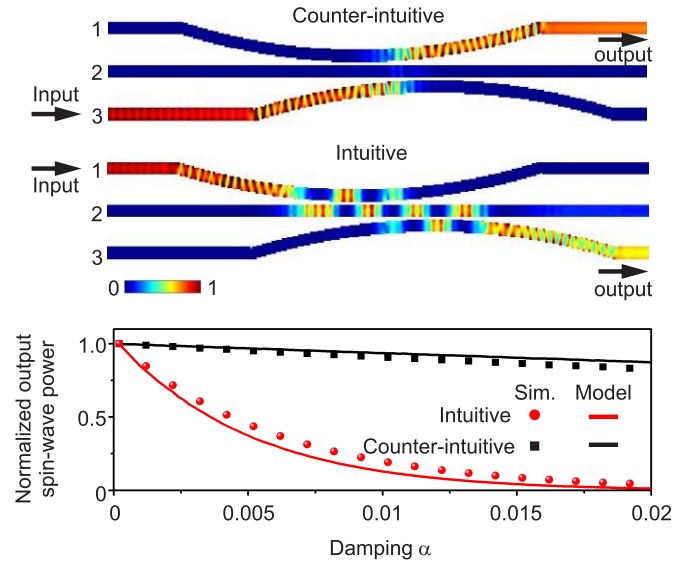 Counter-intuitive
1
output
2
Input
3
Intuitive
1
Input
2
3
0 1
output
1.0
Sim. Model
0.5
Intuitive
Counter-intuitive
0
0 0.005 0.01 0.015 0.02
Normalized output
spin-wave power
Damping α